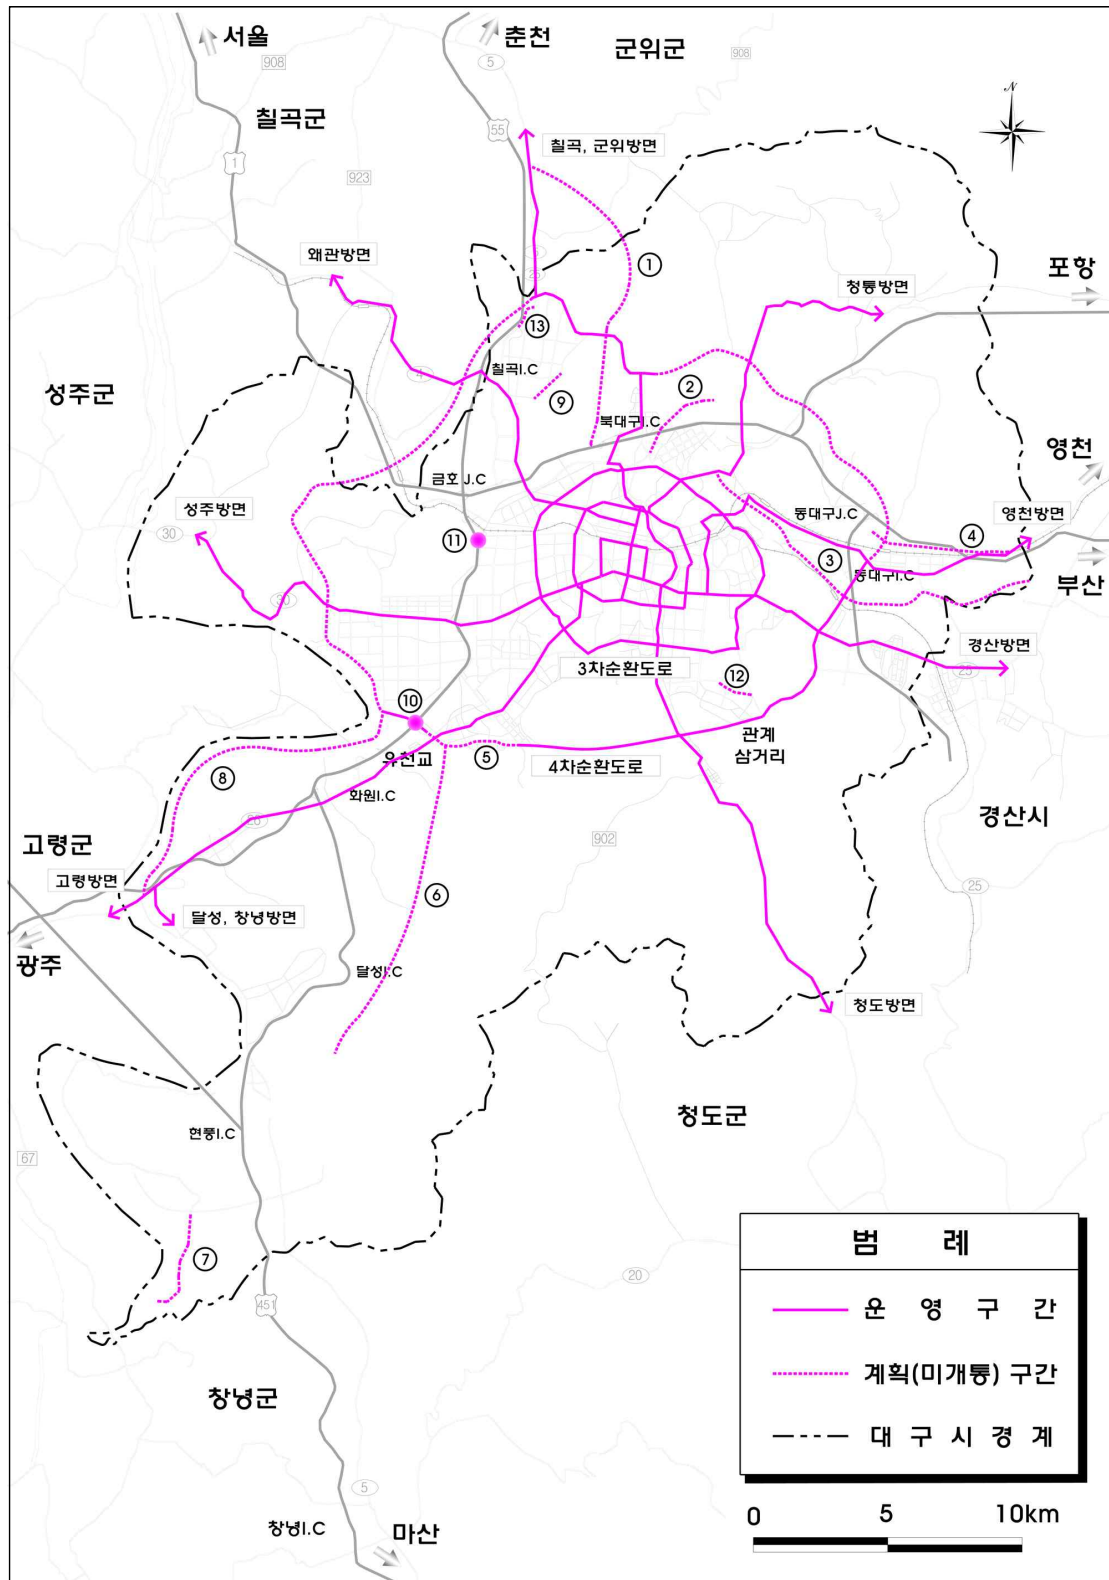 서울
춘천
군위군
908
5
908
N
칠곡군
55
칠곡, 군위방면
1
923
왜관방면
①
포항
청통방면
⑬
칠곡I.C
성주군
4
⑨
②
북대구I.C
영천
금호 J.C
성주방면
30
⑪
동대구J.C
영천방면
④
③
동대구I.C
부산
30
3차순환도로
⑫
경산방면
25
⑩
유천교
⑤
4차순환도로
관계
삼거리
⑧
화원I.C
26
902
경산시
고령군
고령방면
⑥
25
달성, 창녕방면
광주
달성I.C
청도방면
청도군
현풍I.C
67
⑦
20
451
범 례
운 영 구 간
계획(미개통) 구간
대 구 시 경 계
창녕군
5
창녕I.C
마산
0 5 10km